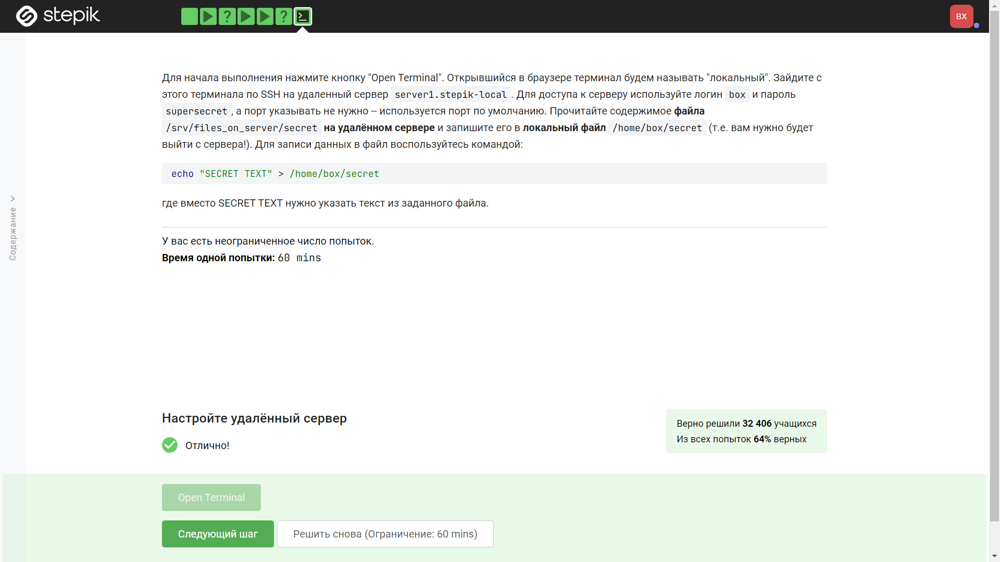 stepik
? ? >_
BX
Содержание
Для начала выполнения нажмите кнопку "Open Terminal". Открывшийся в браузере терминал будем называть "локальный". Зайдите с
этого терминала по SSH на удаленный сервер server1.stepik-local. Для доступа к серверу используйте логин box и пароль
supersecret, а порт указывать не нужно -- используется порт по умолчанию. Прочитайте содержимое файла
/srv/files_on_server/secret на удалённом сервере и запишите его в локальный файл /home/box/secret (т.е. вам нужно будет
выйти с сервера!). Для записи данных в файл воспользуйтесь командой:
echo "SECRET TEXT" > /home/box/secret
где вместо SECRET TEXT нужно указать текст из заданного файла.
У вас есть неограниченное число попыток.
Время одной попытки: 60 mins
Настройте удалённый сервер
Отлично!
Верно решили 32 406 учащихся
Из всех попыток 64% верных
Open Terminal
Следующий шаг
Решить снова (Ограничение: 60 mins)